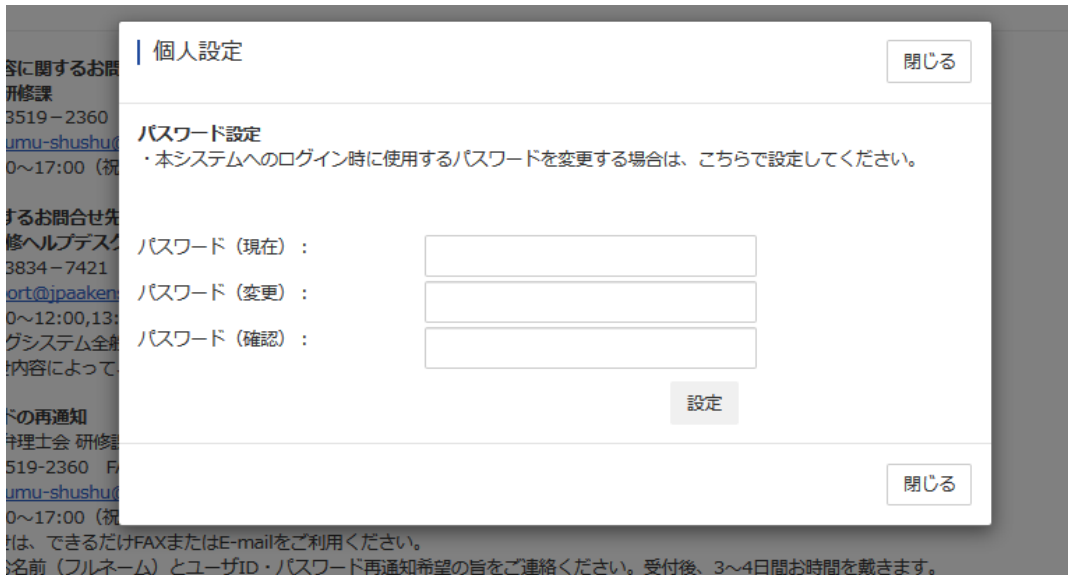 個人設定
閉じる
パスワード設定
・本システムへのログイン時に使用するパスワードを変更する場合は、こちらで設定してください。
パスワード（現在）：
パスワード（変更）：
パスワード（確認）：
設定
閉じる
容に関するお問
研修課
3519－2360
umu-shushu@
0～17:00（祝
するお問合せ先
修ヘルプデスク
3834－7421
ort@jpaaken
0～12:00,13:
グシステム全般
内容によって
ドの再通知
弁理士会 研修課
519-2360 F
umu-shushu@
0～17:00（祝
は、できるだけFAXまたはE-mailをご利用ください。
名前（フルネーム）とユーザID・パスワード再通知希望の旨をご連絡ください。受付後、3～4日間お時間を戴きます。